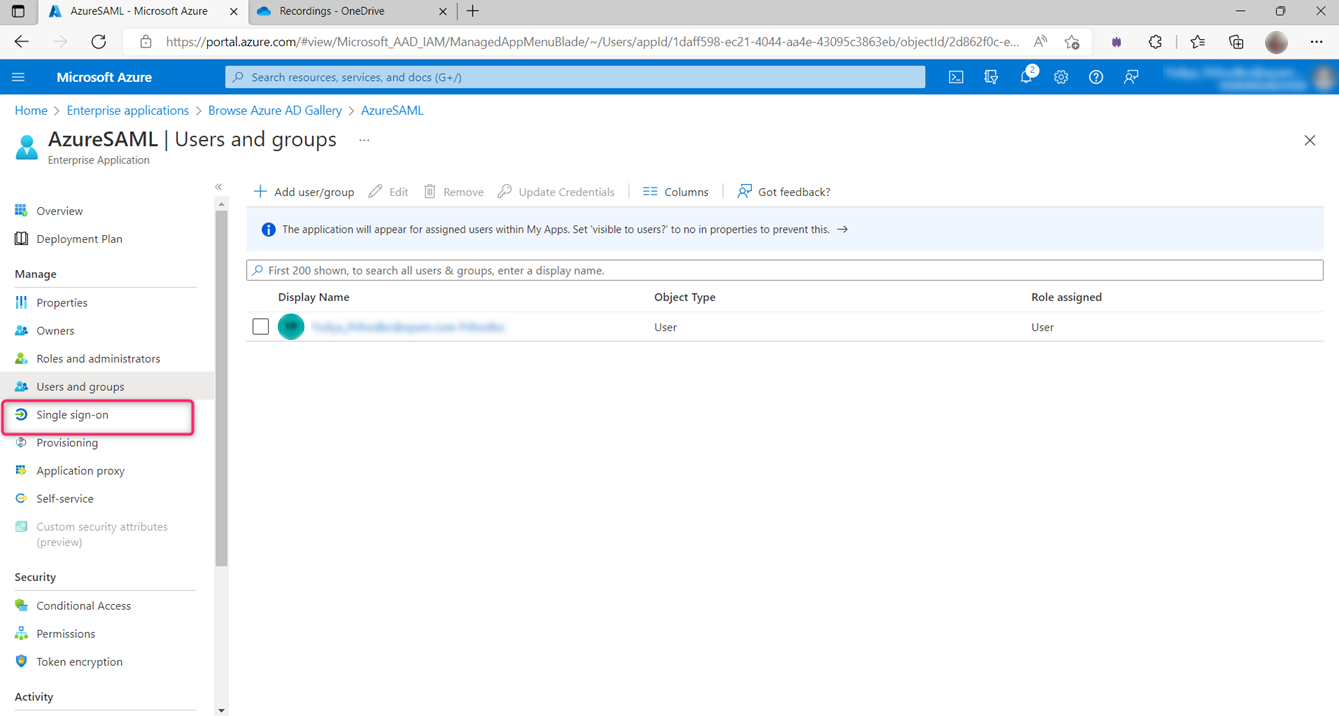 AzureSAML - Microsoft Azure
Recordings - OneDrive
https://portal.azure.com/#view/Microsoft_AAD_IAM/ManagedAppMenuBlade/~/Users/appId/1daff598-ec21-4044-aa4e-43095c3863eb/objectId/2d862f0c-e...
Microsoft Azure
Search resources, services, and docs (G+/)
2
Home > Enterprise applications > Browse Azure AD Gallery > AzureSAML
AzureSAML | Users and groups ...
Enterprise Application
Add user/group
Edit
Remove
Update Credentials
Columns
Got feedback?
The application will appear for assigned users within My Apps. Set 'visible to users?' to no in properties to prevent this. →
First 200 shown, to search all users & groups, enter a display name.
Display Name
Object Type
Role assigned
User
User
Overview
Deployment Plan
Manage
Properties
Owners
Roles and administrators
Users and groups
Single sign-on
Provisioning
Application proxy
Self-service
Custom security attributes
(preview)
Security
Conditional Access
Permissions
Token encryption
Activity